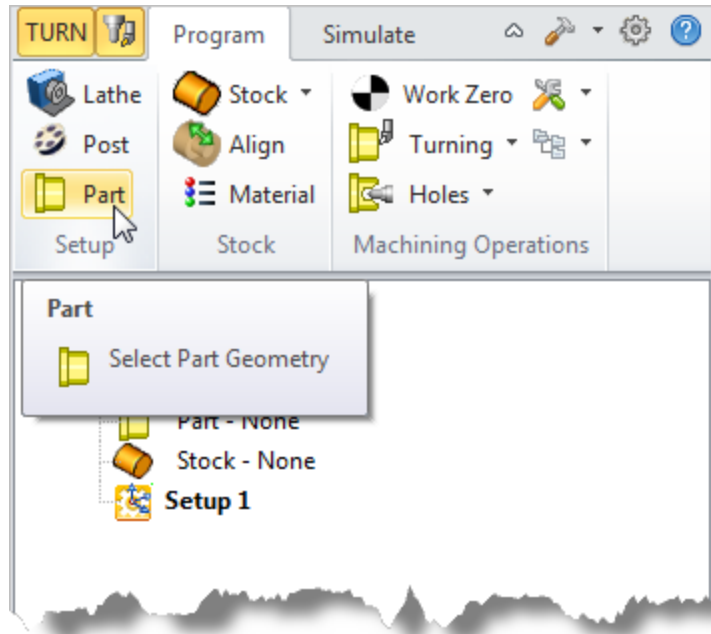 TURN Program Simulate
Lathe Stock Work Zero
Post Align Turning
Part Material Holes
Setup Stock Machining Operations
Part
Select Part Geometry
Part - None
Stock - None
Setup 1